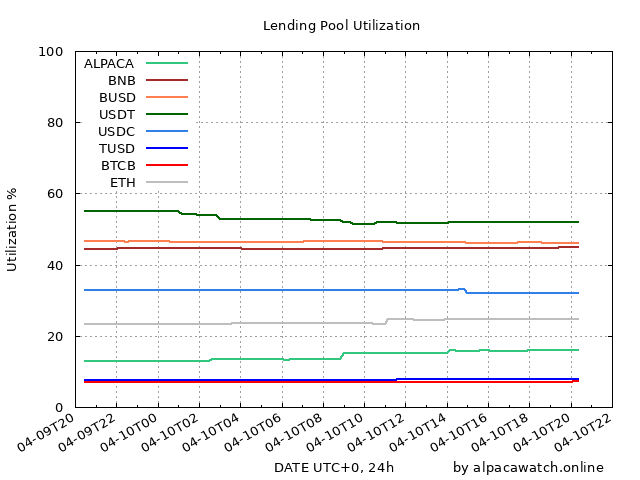 Lending Pool Utilization
Utilization %
100
80
60
40
20
0
ALPACA
BNB
BUSD
USDT
USDC
TUSD
BTCB
ETH
04-09T20
04-09T22
04-10T00
04-10T02
04-10T04
04-10T06
04-10T08
04-10T10
04-10T12
04-10T14
04-10T16
04-10T18
04-10T20
04-10T22
DATE UTC+0, 24h
by alpacawatch.online